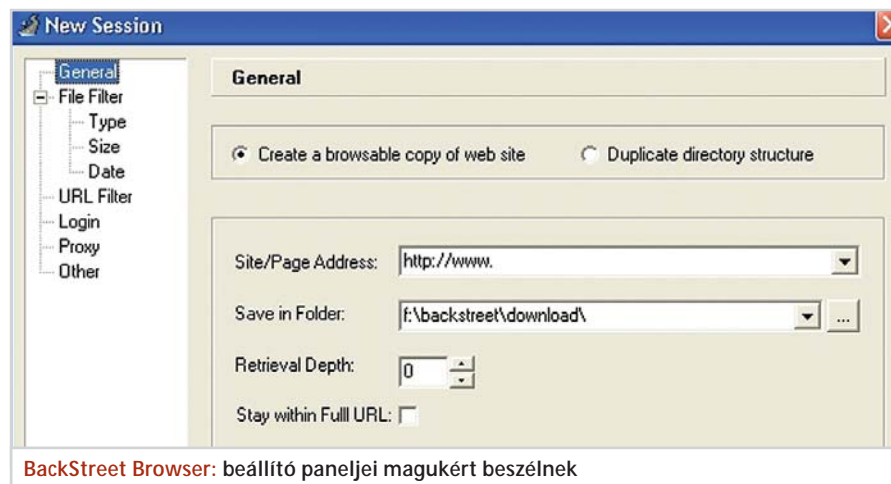 New Session
General
File Filter
Type
Size
Date
URL Filter
Login
Proxy
Other
General
Create a browsable copy of web site
Duplicate directory structure
Site/Page Address: http://www.
Save in Folder: f:\backstreet\download\ ...
Retrieval Depth: 0
Stay within Fulll URL:
BackStreet Browser: beállító paneljei magukért beszélnek